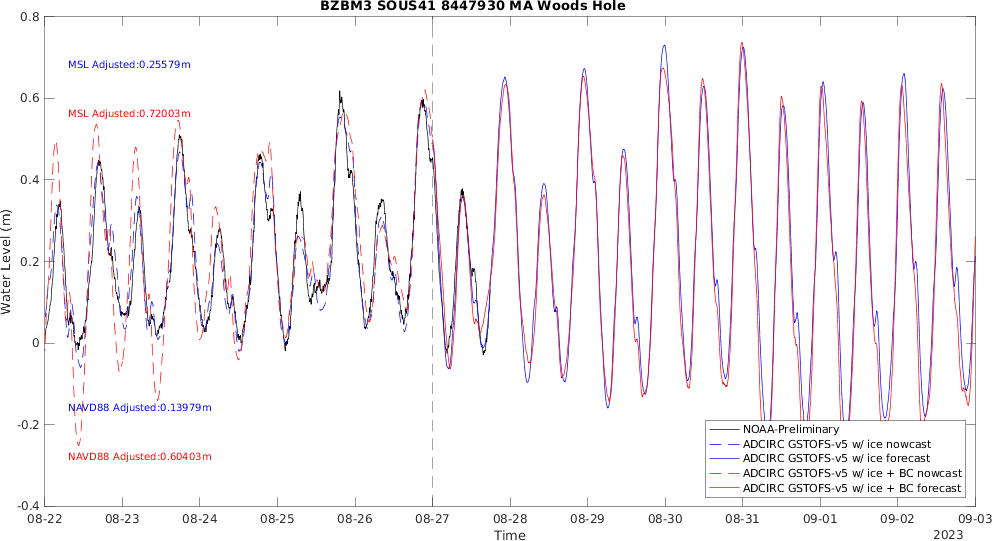 BZBM3 SOUS41 8447930 MA Woods Hole
0.8
0.6
0.4
0.2
0
-0.2
-0.4
Water Level (m)
MSL Adjusted:0.25579m
MSL Adjusted:0.72003m
NAVD88 Adjusted:0.13979m
NAVD88 Adjusted:0.60403m
NOAA-Preliminary
ADCIRC GSTOFS-v5 w/ ice nowcast
ADCIRC GSTOFS-v5 w/ ice forecast
ADCIRC GSTOFS-v5 w/ ice + BC nowcast
ADCIRC GSTOFS-v5 w/ ice + BC forecast
08-22 08-23 08-24 08-25 08-26 08-27 08-28 08-29 08-30 08-31 09-01 09-02 09-03
Time
2023